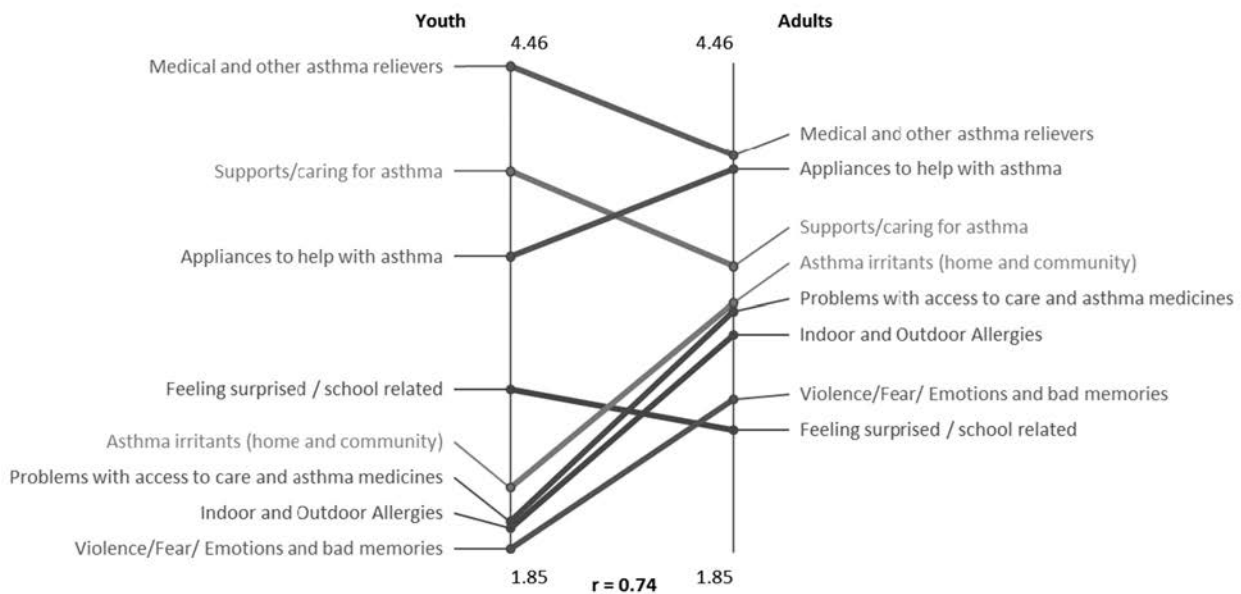 Youth
Adults
4.46
4.46
Medical and other asthma relievers
Supports/caring for asthma
Appliances to help with asthma
Feeling surprised / school related
Asthma irritants (home and community)
Problems with access to care and asthma medicines
Indoor and Outdoor Allergies
Violence/Fear/ Emotions and bad memories
Medical and other asthma relievers
Appliances to help with asthma
Supports/caring for asthma
Asthma irritants (home and community)
Problems with access to care and asthma medicines
Indoor and Outdoor Allergies
Violence/Fear/ Emotions and bad memories
Feeling surprised / school related
1.85
r = 0.74
1.85